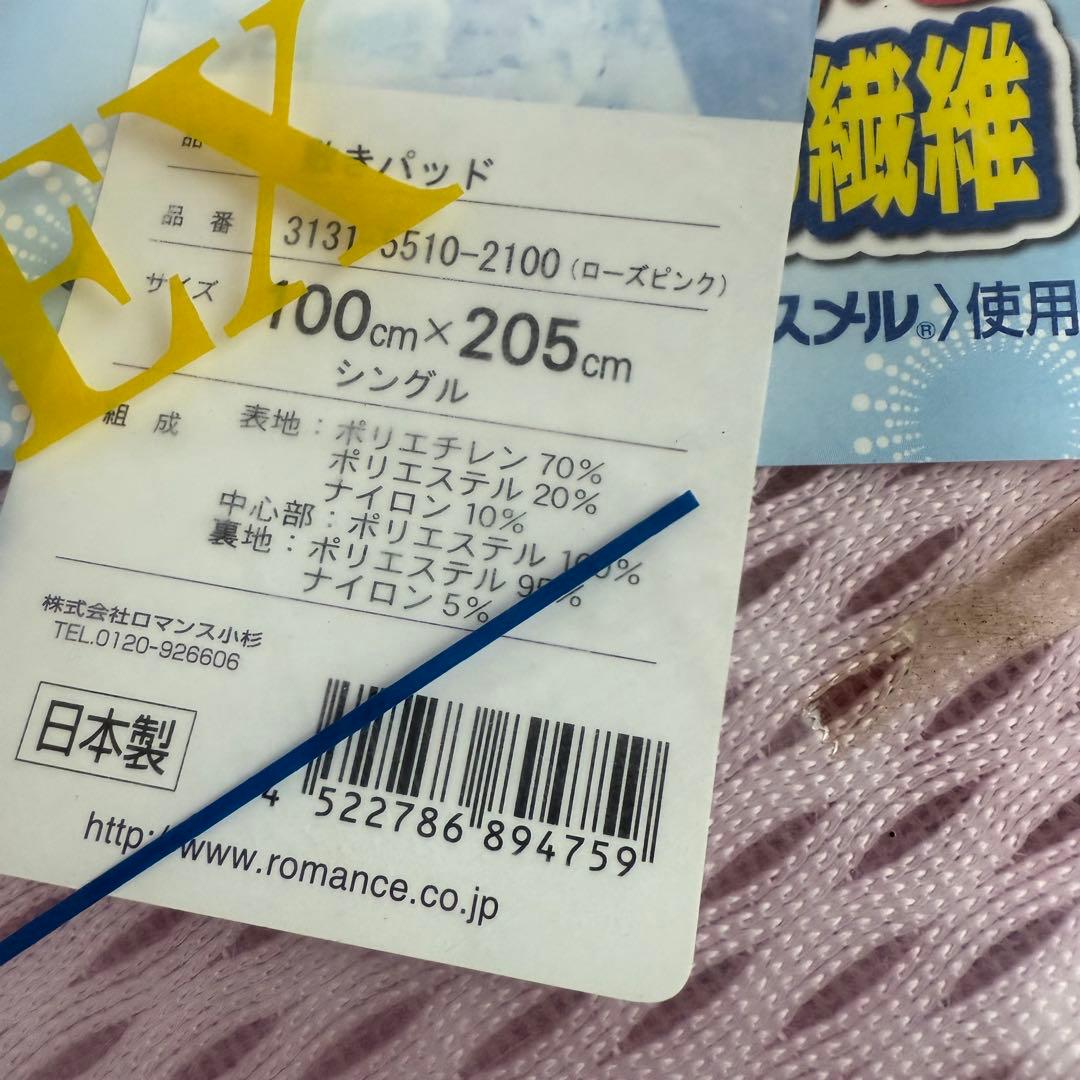 EX
繊維
スメル®〉使用
品 きパッド
品番 3131 5510-2100(ローズピンク)
サイズ 100cm×205cm
シングル
組成 表地:ポリエチレン 70%
ポリエステル 20%
ナイロン 10%
中心部:ポリエステル 100%
裏地:ポリエステル 95%
ナイロン 5%
株式会社ロマンス小杉
TEL.0120-926606
日本製
4 522786 894759
http://www.romance.co.jp